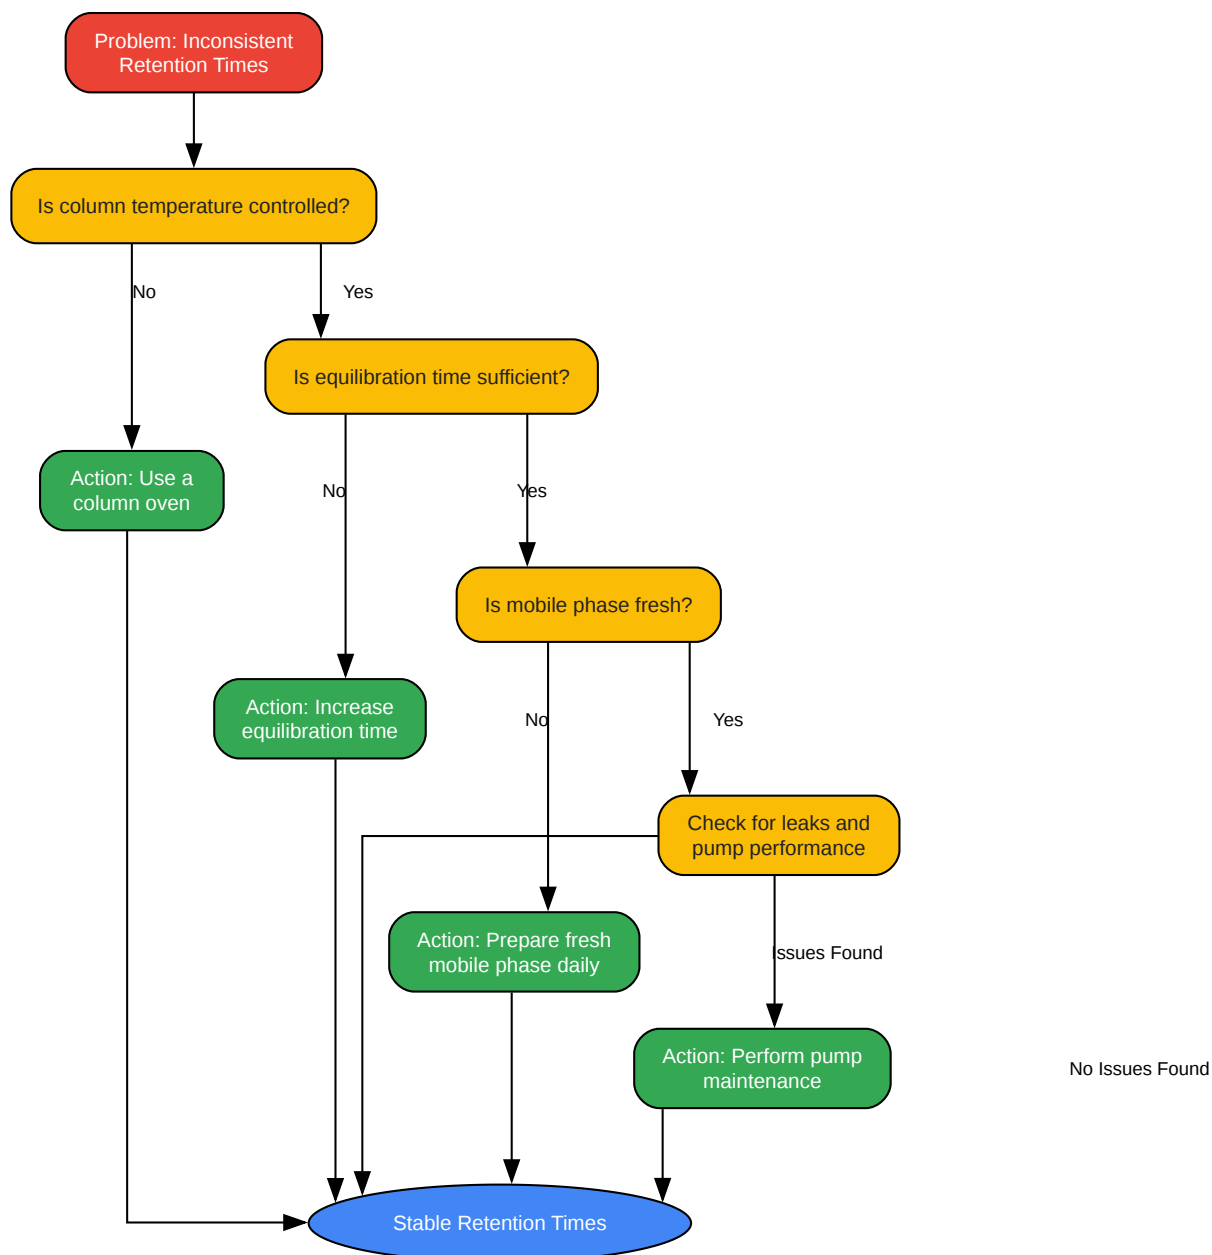 Problem: Inconsistent
Retention Times
Is column temperature controlled?
No
Yes
Is equilibration time sufficient?
Action: Use a
column oven
No
Yes
Is mobile phase fresh?
Action: Increase
equilibration time
No
Yes
Check for leaks and
pump performance
Action: Prepare fresh
mobile phase daily
Issues Found
Action: Perform pump
maintenance
No Issues Found
Stable Retention Times